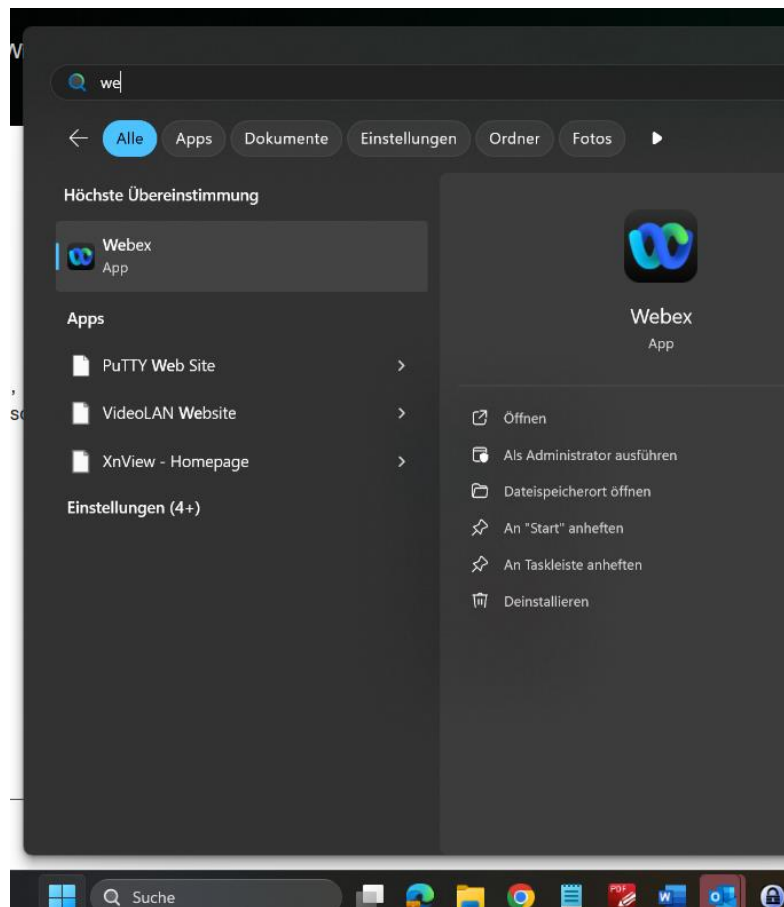 we
Alle Apps Dokumente Einstellungen Ordner Fotos
Höchste Übereinstimmung
Webex
App
Apps
PuTTY Web Site
VideoLAN Website
XnView - Homepage
Einstellungen (4+)
Webex
App
Öffnen
Als Administrator ausführen
Dateispeicherort öffnen
An "Start" anheften
An Taskleiste anheften
Deinstallieren
Suche
PDF
W